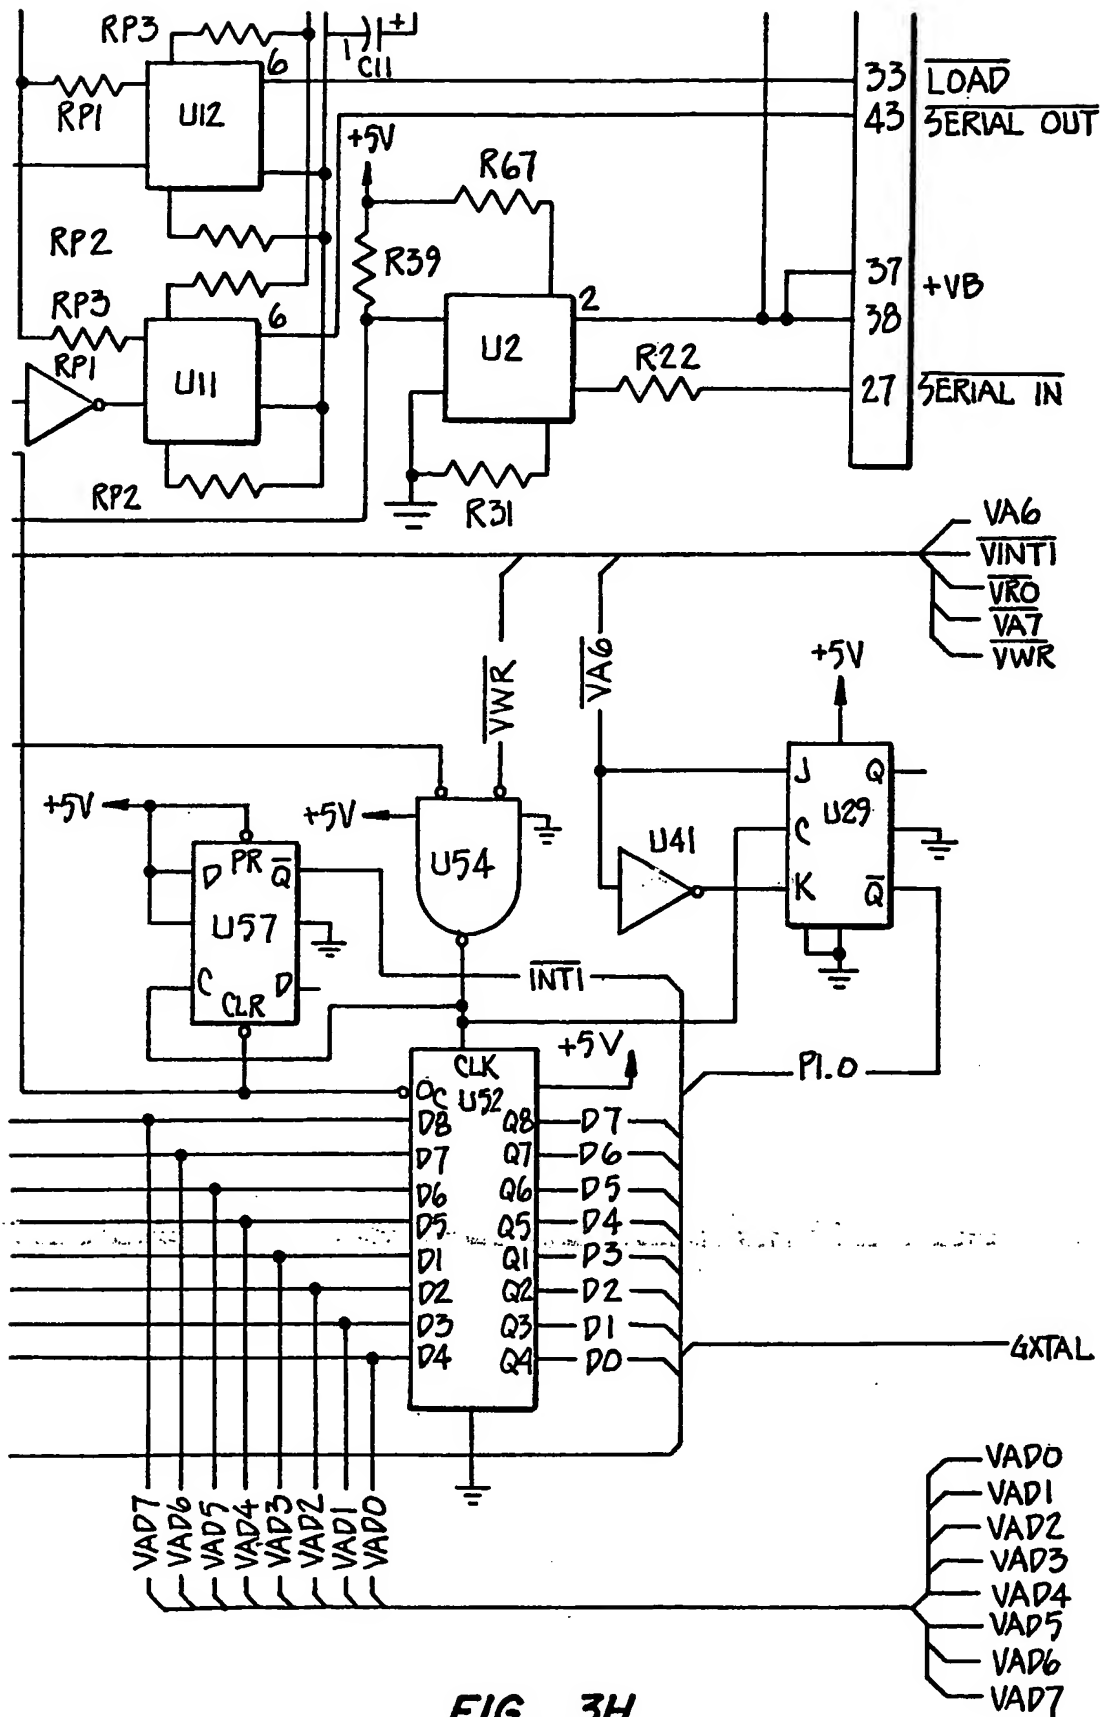 RP3
+
1
C11
6
33 LOAD
RP1
U12
43 SERIAL OUT
+5V
R67
RP2
R39
37
+VB
RP3
6
2
38
U2
RP1
R22
U11
27 SERIAL IN
RP2
R31
VA6
VINT1
VRD
VA7
VWR
VWR
VA6
+5V
J Q
+5V
+5V
U41
U29
C
PR
D Q
U54
K Q
U57
C D
CLR
INT1
+5V
CLK
P1.0
OC U52
D8 Q8 D7
D7 Q7 D6
D6 Q6 D5
D5 Q5 D4
D1 Q1 D3
D2 Q2 D2
D3 Q3 D1
D4 Q4 D0
GXTAL
VAD7
VAD6
VAD5
VAD4
VAD3
VAD2
VAD1
VAD0
VAD0
VAD1
VAD2
VAD3
VAD4
VAD5
VAD6
VAD7
FIG. 3H